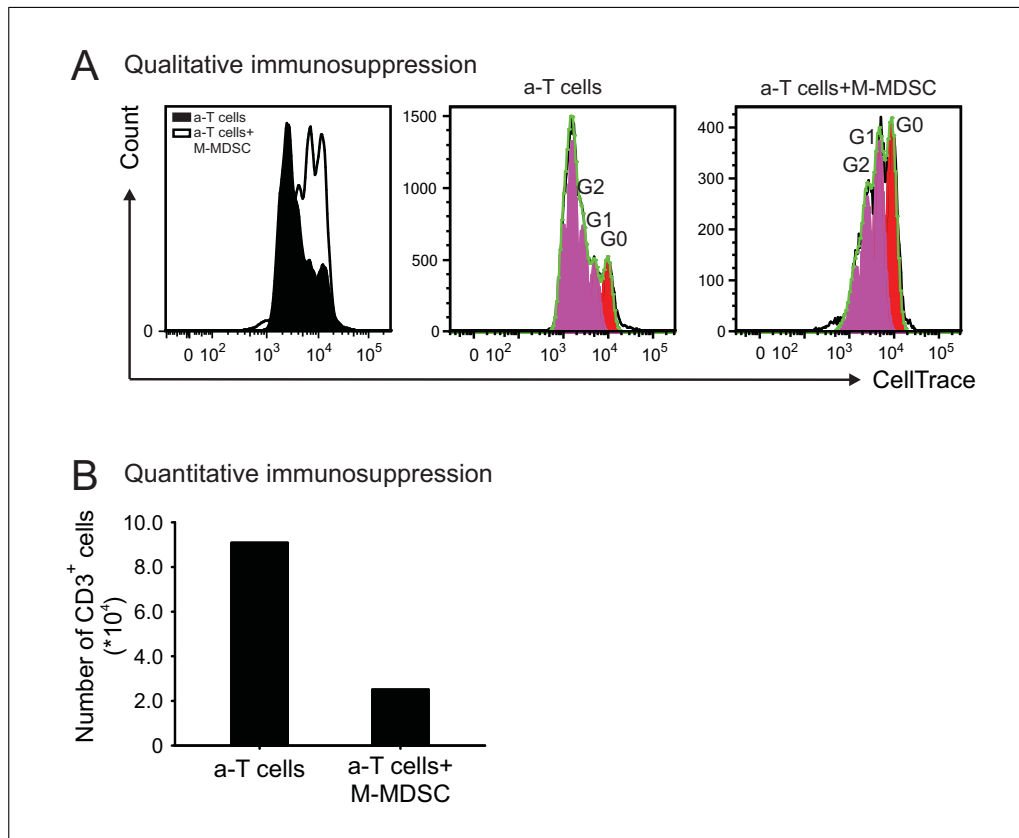 A Qualitative immunosuppression
a-T cells
a-T cells+
M-MDSC
Count
0
0 10² 10³ 10⁴ 10⁵
a-T cells
1500
1000
500
0
G2
G1
G0
0 10² 10³ 10⁴ 10⁵
a-T cells+M-MDSC
400
300
200
100
0
G2
G1
G0
0 10² 10³ 10⁴ 10⁵
CellTrace
B Quantitative immunosuppression
Number of CD3⁺ cells
(*10⁴)
10.0
8.0
6.0
4.0
2.0
0
a-T cells
a-T cells+
M-MDSC